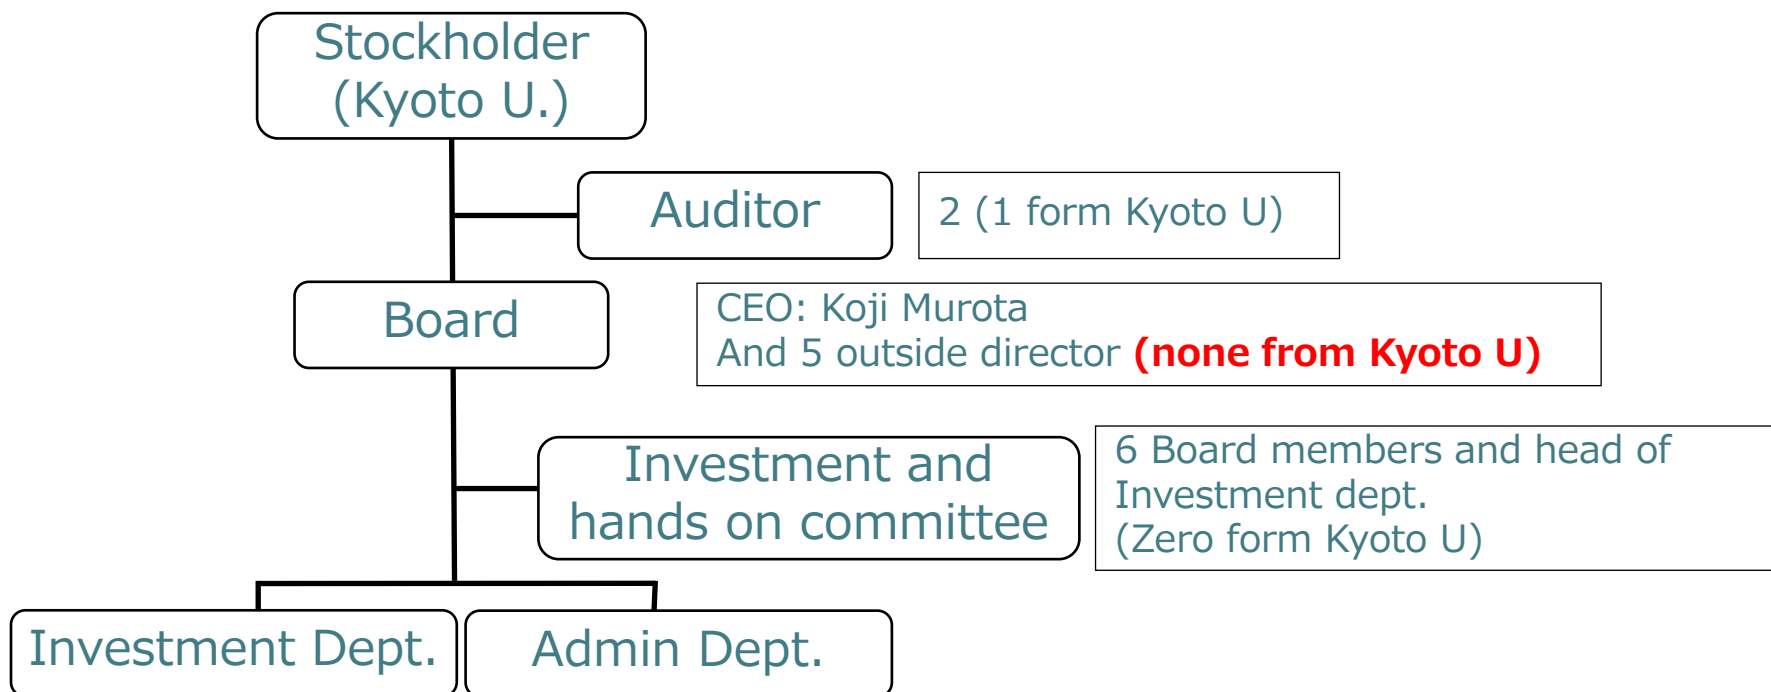 Stockholder
(Kyoto U.)
Auditor
2 (1 form Kyoto U)
Board
CEO: Koji Murota
And 5 outside director (none from Kyoto U)
Investment and
hands on committee
6 Board members and head of
Investment dept.
(Zero form Kyoto U)
Investment Dept.
Admin Dept.